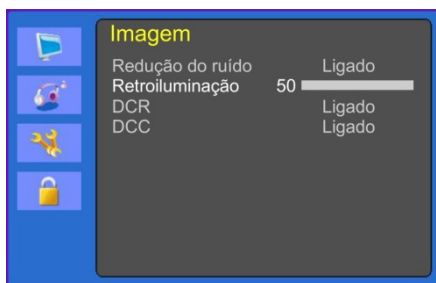 Imagem
Redução do ruído Ligado
Retroiluminação 50
DCR Ligado
DCC Ligado